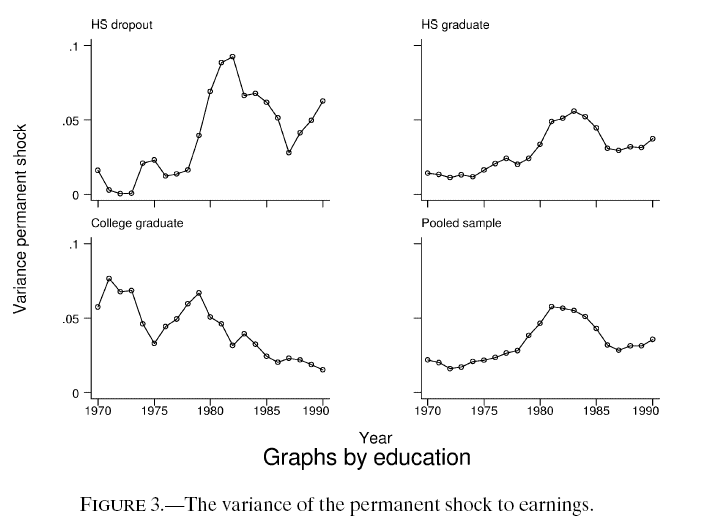 HS dropout
HS graduate
.1
.05
0
College graduate
Pooled sample
.1
.05
0
1970 1975 1980 1985 1990
1970 1975 1980 1985 1990
Variance permanent shock
Year
Graphs by education
FIGURE 3.—The variance of the permanent shock to earnings.